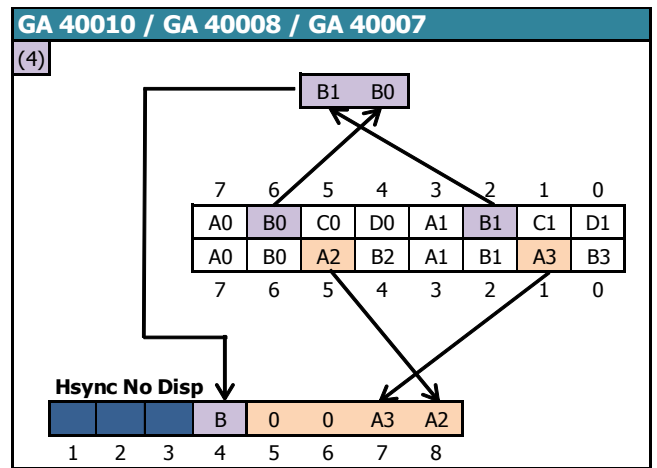 GA 40010 / GA 40008 / GA 40007
(4)
B1 B0
7 6 5 4 3 2 1 0
A0 B0 C0 D0 A1 B1 C1 D1
A0 B0 A2 B2 A1 B1 A3 B3
7 6 5 4 3 2 1 0
Hsync No Disp
B 0 0 A3 A2
1 2 3 4 5 6 7 8